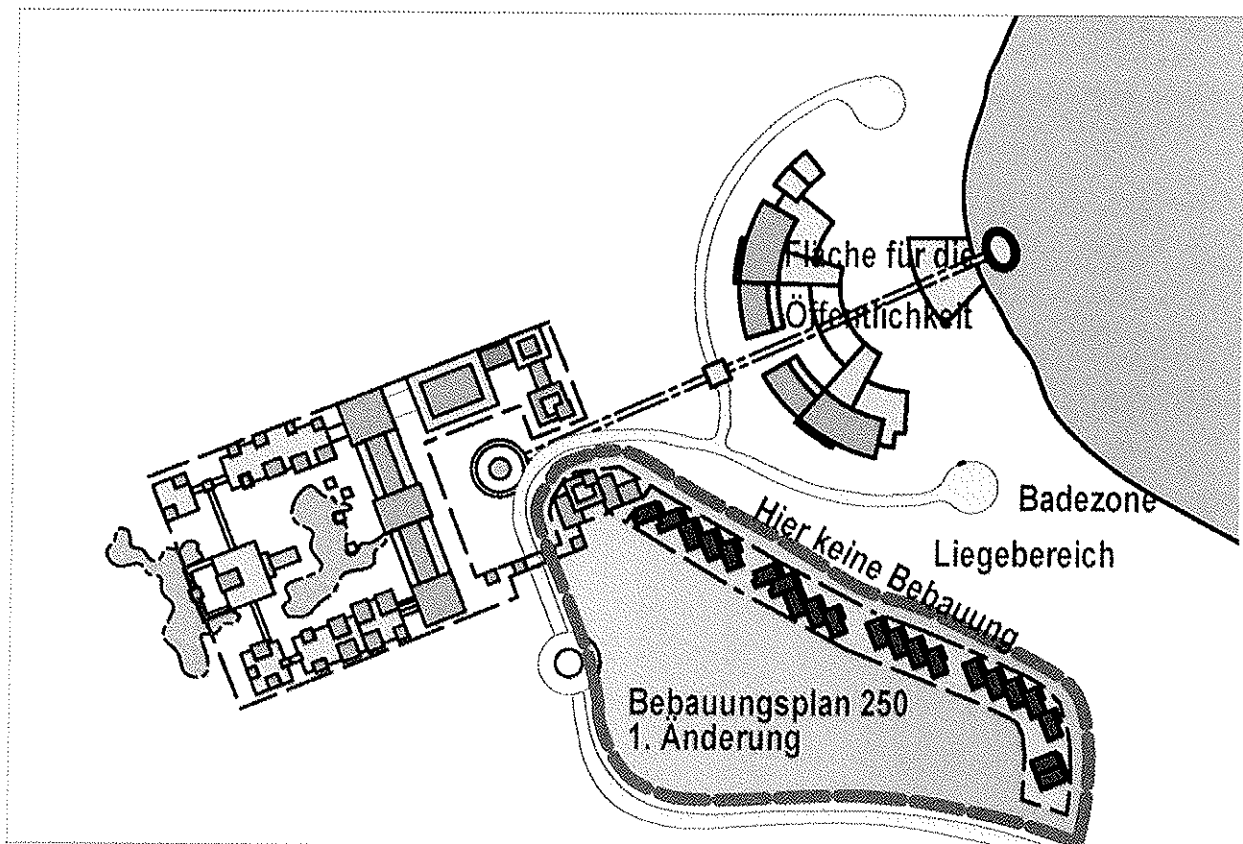 Fläche für die
Öffentlichkeit
Badezone
Liegebereich
Hier keine Bebauung
Bebauungsplan 250
1. Änderung